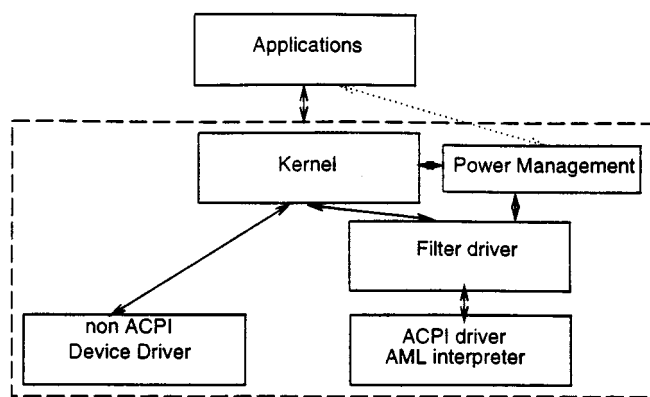 Applications
Kernel
Power Management
Filter driver
non ACPI
Device Driver
ACPI driver
AML interpreter